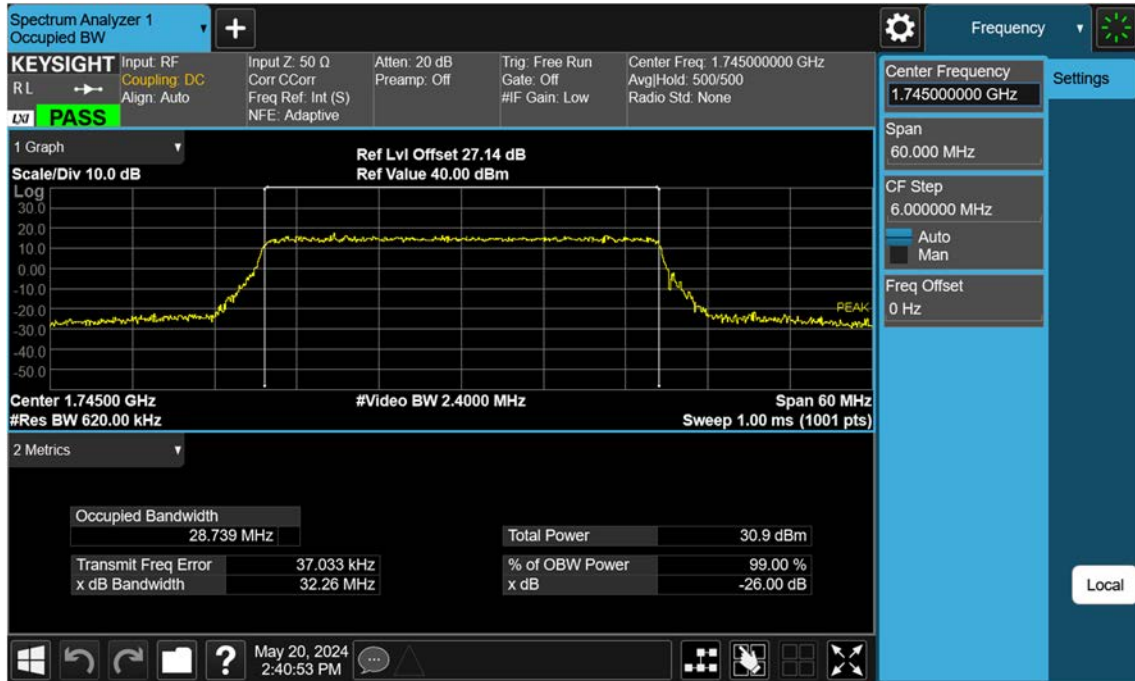 Spectrum Analyzer 1
Occupied BW
+
Frequency
KEYSIGHT
R L
LXI PASS
Input: RF
Coupling: DC
Align: Auto
Input Z: 50 Ω
Corr CCorr
Freq Ref: Int (S)
NFE: Adaptive
Atten: 20 dB
Preamp: Off
Trig: Free Run
Gate: Off
#IF Gain: Low
Center Freq: 1.745000000 GHz
Avg|Hold: 500/500
Radio Std: None
1 Graph
Scale/Div 10.0 dB
Ref Lvl Offset 27.14 dB
Ref Value 40.00 dBm
Log
30.0
20.0
10.0
0.00
-10.0
-20.0
-30.0
-40.0
-50.0
PEAK
Center 1.74500 GHz
#Video BW 2.4000 MHz
Span 60 MHz
#Res BW 620.00 kHz
Sweep 1.00 ms (1001 pts)
2 Metrics
Occupied Bandwidth
28.739 MHz
Total Power 30.9 dBm
Transmit Freq Error 37.033 kHz
% of OBW Power 99.00 %
x dB Bandwidth 32.26 MHz
x dB -26.00 dB
Center Frequency
1.745000000 GHz
Settings
Span
60.000 MHz
CF Step
6.000000 MHz
Auto
Man
Freq Offset
0 Hz
Local
?
May 20, 2024
2:40:53 PM